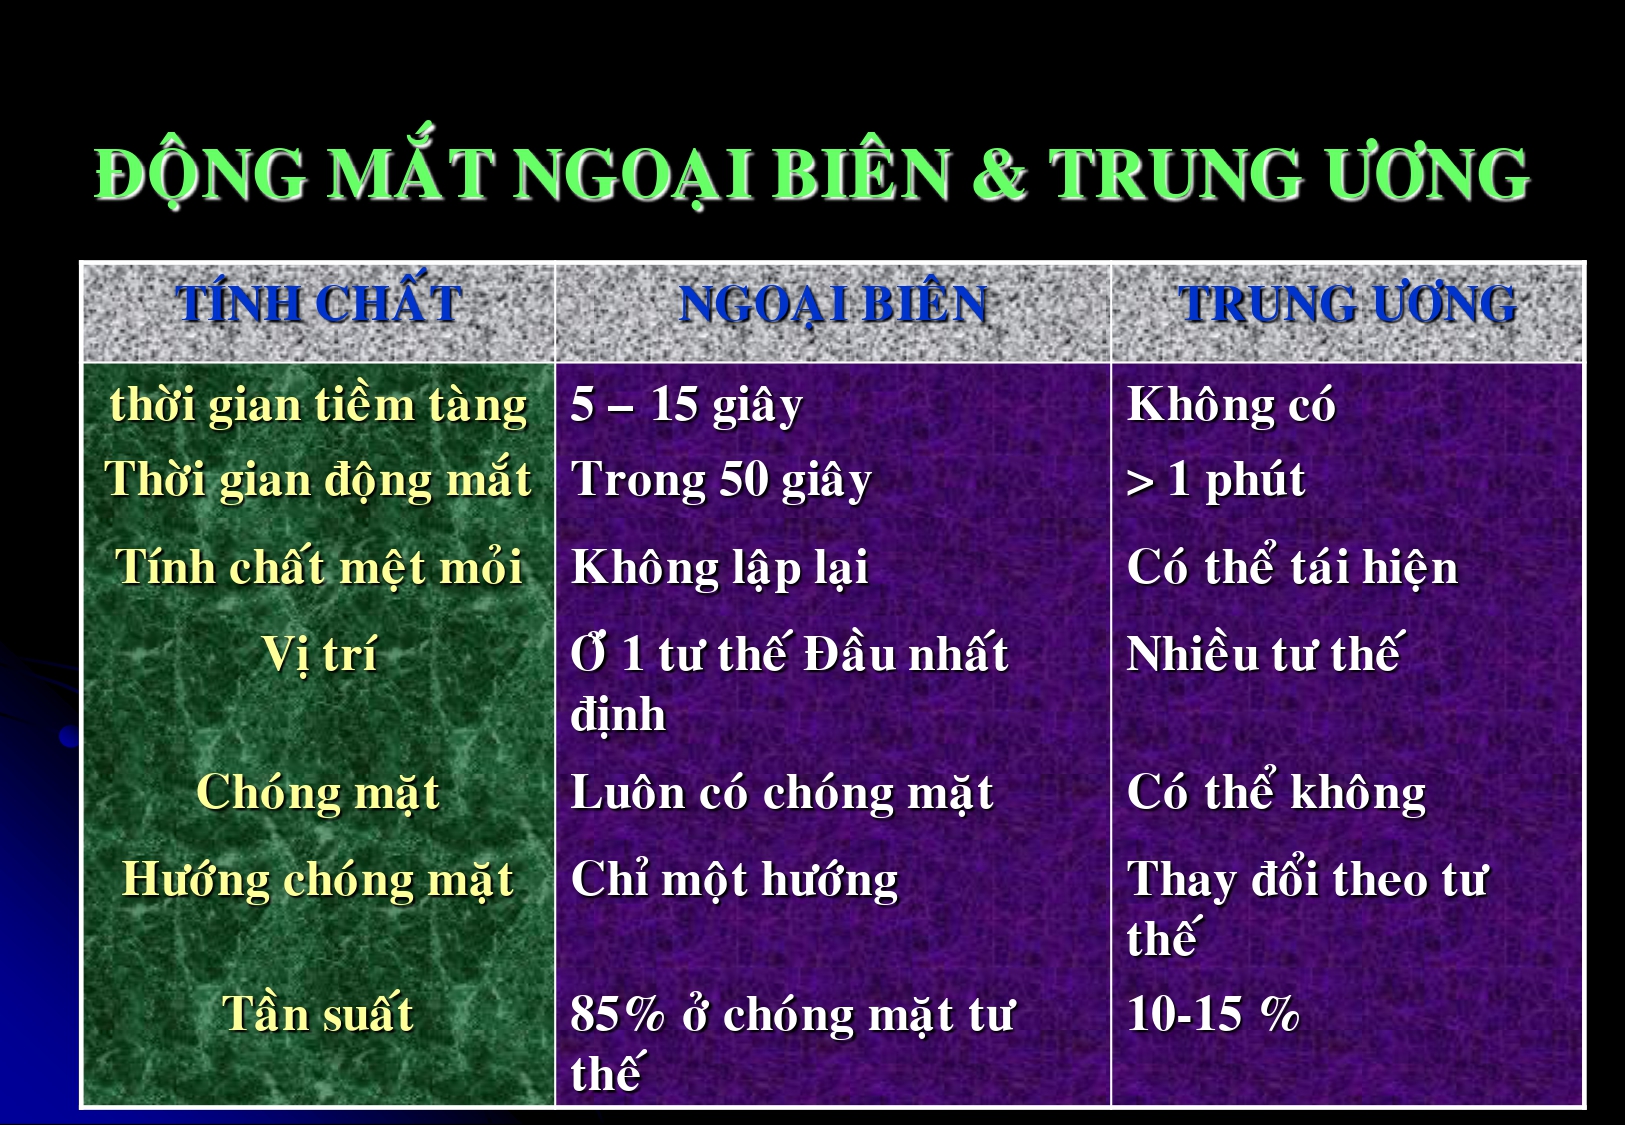 ĐỘNG MẮT NGOẠI BIÊN & TRUNG ƯƠNG
TÍNH CHẤT NGOẠI BIÊN TRUNG ƯƠNG
thời gian tiềm tàng 5 – 15 giây Không có
Thời gian động mắt Trong 50 giây > 1 phút
Tính chất mệt mỏi Không lập lại Có thể tái hiện
Vị trí Ở 1 tư thế Đầu nhất Nhiều tư thế
định
Chóng mặt Luôn có chóng mặt Có thể không
Hướng chóng mặt Chỉ một hướng Thay đổi theo tư
thế
Tần suất 85% ở chóng mặt tư 10-15 %
thế